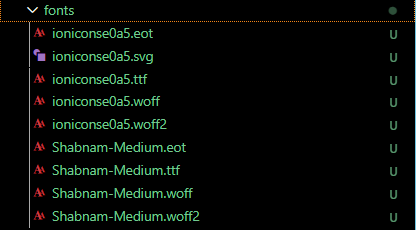 fonts
ioniconse0a5.eot U
ioniconse0a5.svg U
ioniconse0a5.ttf U
ioniconse0a5.woff U
ioniconse0a5.woff2 U
Shabnam-Medium.eot U
Shabnam-Medium.ttf U
Shabnam-Medium.woff U
Shabnam-Medium.woff2 U